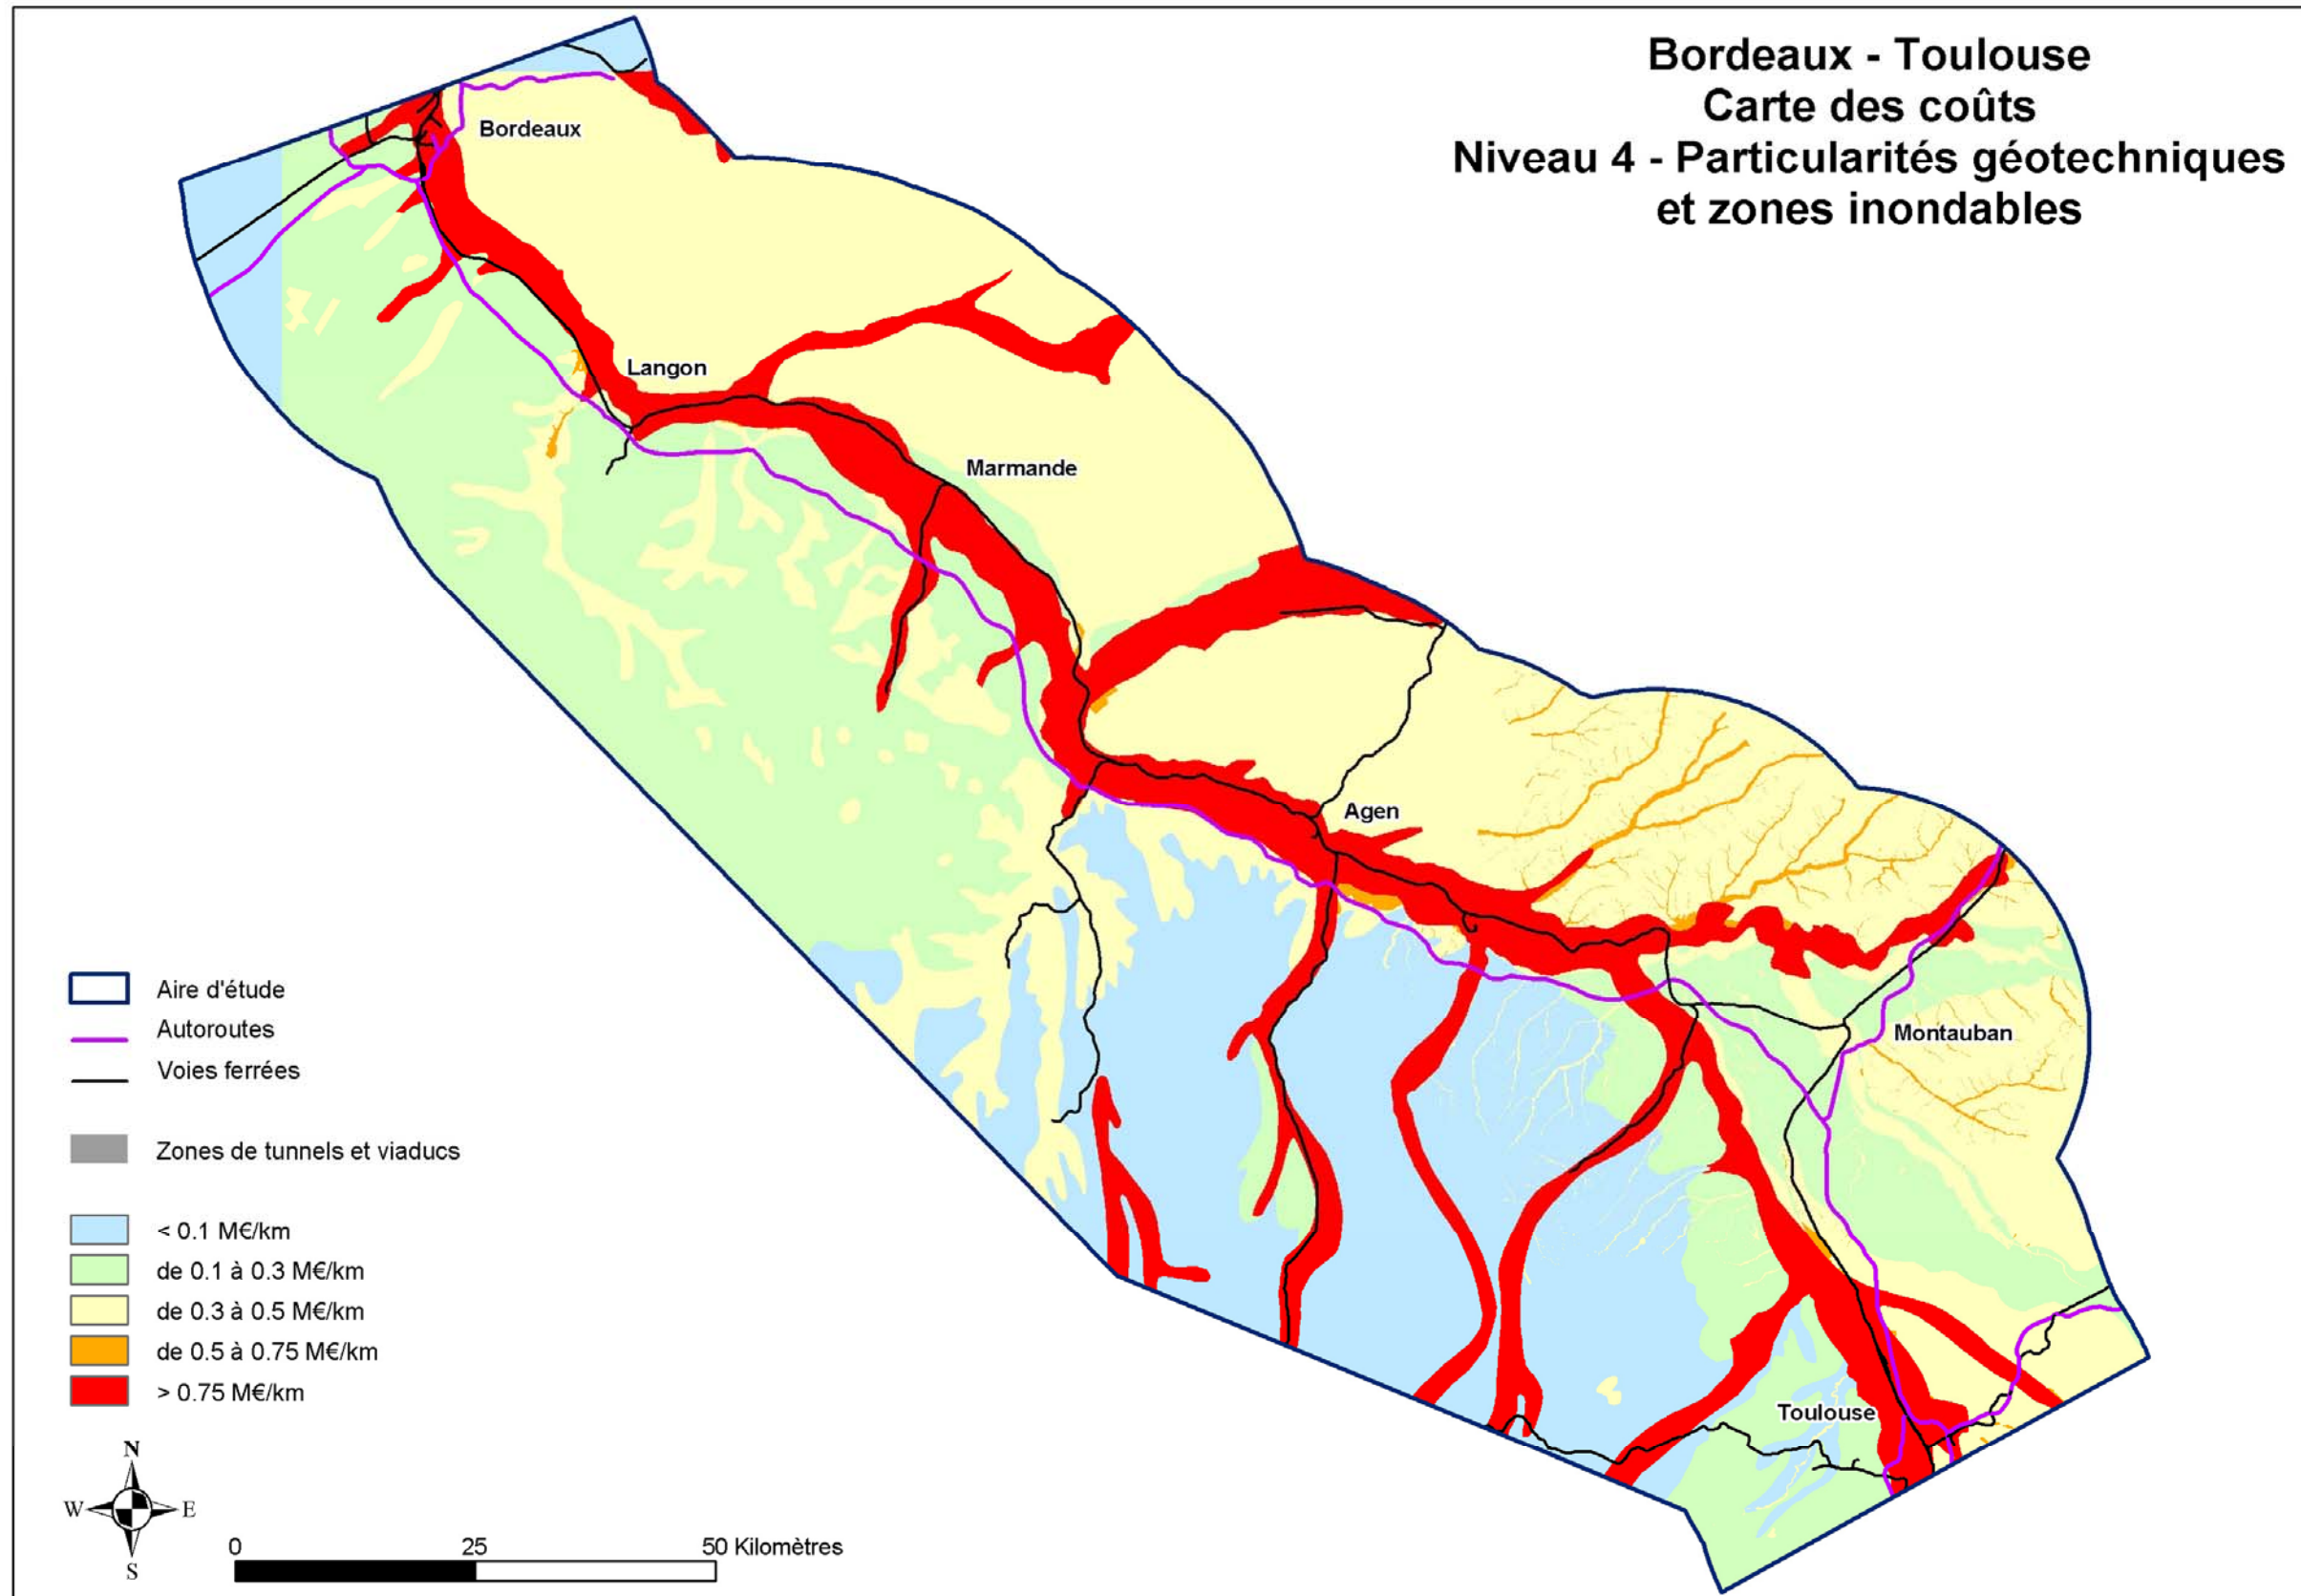 Bordeaux - Toulouse
Carte des coûts
Niveau 4 - Particularités géotechniques
et zones inondables
Bordeaux
Langon
Marmande
Agen
Montauban
Toulouse
Aire d'étude
Autoroutes
Voies ferrées
Zones de tunnels et viaducs
< 0.1 M€/km
de 0.1 à 0.3 M€/km
de 0.3 à 0.5 M€/km
de 0.5 à 0.75 M€/km
> 0.75 M€/km
N
W E
S
0 25 50 Kilomètres